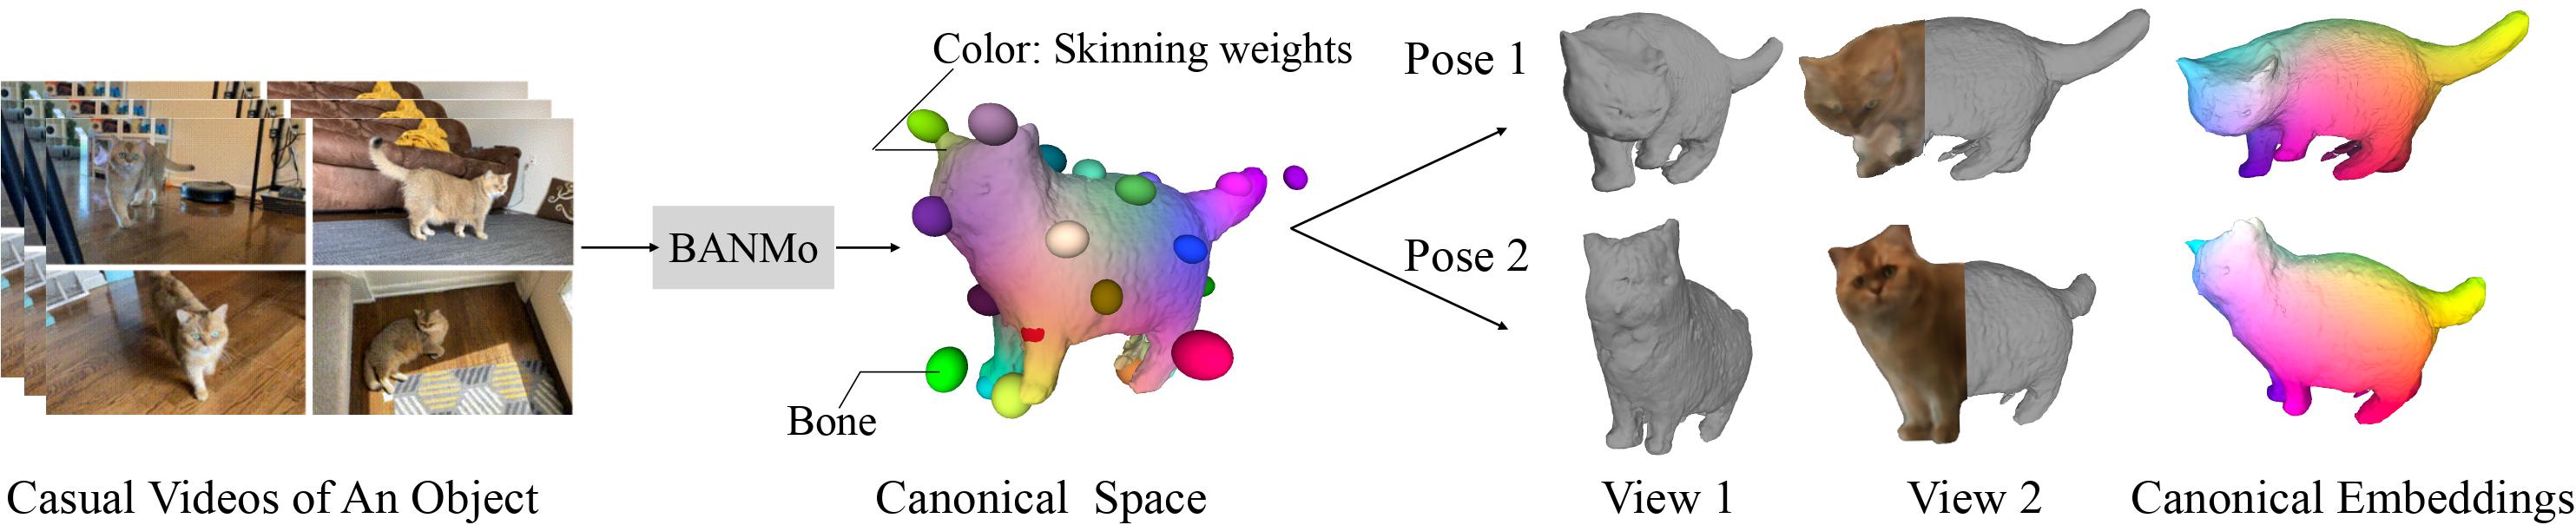 Color: Skinning weights
Pose 1
BANMo
Pose 2
Bone
Casual Videos of An Object
Canonical Space
View 1
View 2
Canonical Embeddings